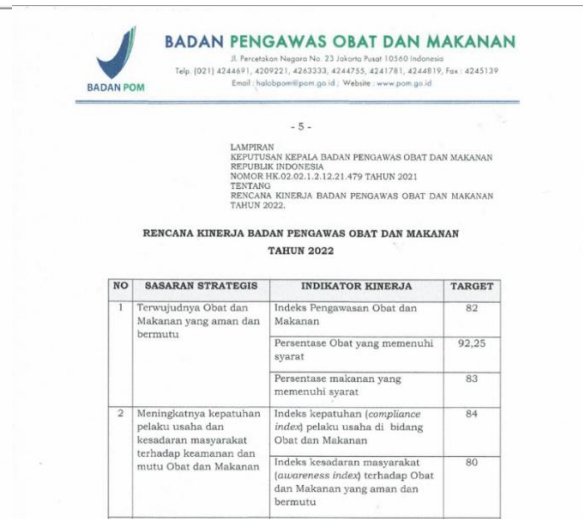 BADAN PENGAWAS OBAT DAN MAKANAN
Jl. Percetakan Negara No. 23 Jakarta Pusat 10560 Indonesia
Telp. (021) 4244691, 4209221, 4263333, 4244755, 4241781, 4244819, Fax : 4245139
Email : halobpom@pom.go.id ; Website : www.pom.go.id
BADAN POM
- 5 -
LAMPIRAN
KEPUTUSAN KEPALA BADAN PENGAWAS OBAT DAN MAKANAN
REPUBLIK INDONESIA
NOMOR HK.02.02.1.2.12.21.479 TAHUN 2021
TENTANG
RENCANA KINERJA BADAN PENGAWAS OBAT DAN MAKANAN
TAHUN 2022.
RENCANA KINERJA BADAN PENGAWAS OBAT DAN MAKANAN
TAHUN 2022
NO SASARAN STRATEGIS INDIKATOR KINERJA TARGET
1 Terwujudnya Obat dan Indeks Pengawasan Obat dan 82
Makanan yang aman dan Makanan
bermutu
Persentase Obat yang memenuhi 92,25
syarat
Persentase makanan yang 83
memenuhi syarat
2 Meningkatnya kepatuhan Indeks kepatuhan (compliance 84
pelaku usaha dan index) pelaku usaha di bidang
kesadaran masyarakat Obat dan Makanan
terhadap keamanan dan
mutu Obat dan Makanan Indeks kesadaran masyarakat 80
(awareness index) terhadap Obat
dan Makanan yang aman dan
bermutu